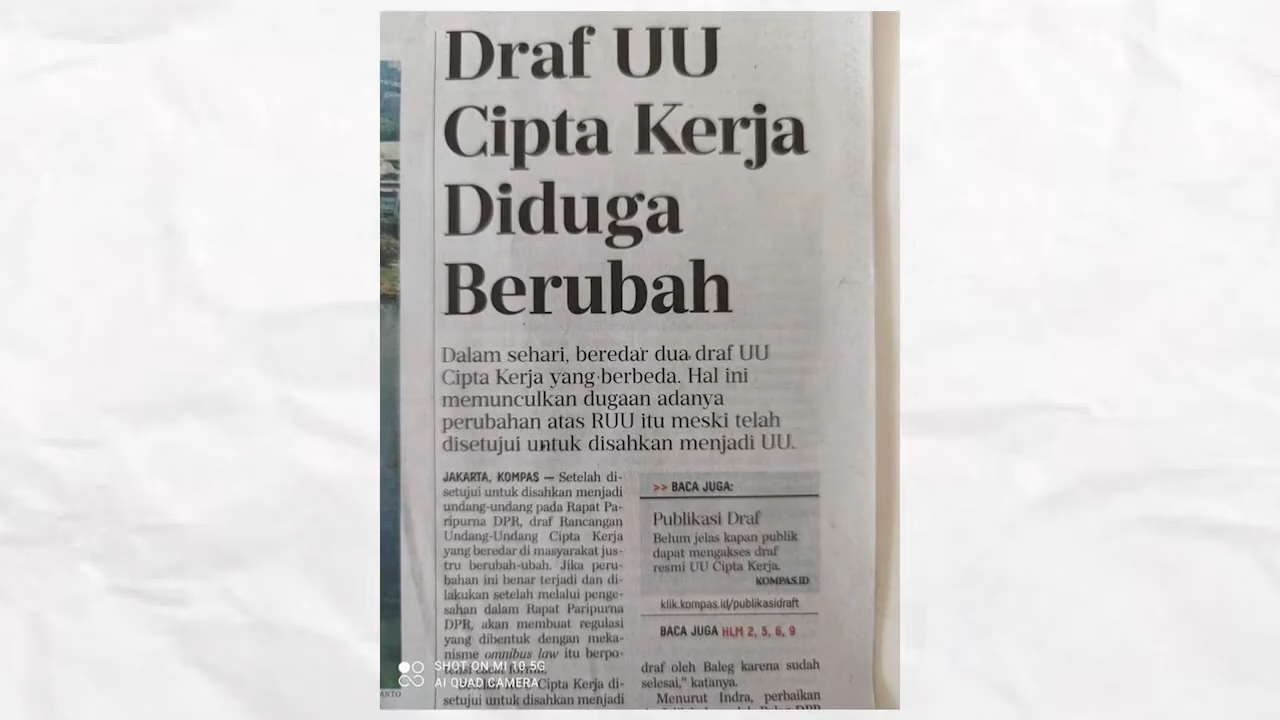 Draf UU
Cipta Kerja
Diduga
Berubah
Dalam sehari, beredar dua draf UU
Cipta Kerja yang berbeda. Hal ini
memunculkan dugaan adanya
perubahan atas RUU itu meski telah
disetujui untuk disahkan menjadi UU.
JAKARTA, KOMPAS — Setelah di-
setujui untuk disahkan menjadi
undang-undang pada Rapat Pa-
ripurna DPR, draf Rancangan
Undang-Undang Cipta Kerja
yang beredar di masyarakat jus-
tru berubah-ubah. Jika peru-
bahan ini benar terjadi dan di-
lakukan setelah melalui penge-
sahan dalam Rapat Paripurna
DPR, akan membuat regulasi
yang dibentuk dengan meka-
nisme omnibus law itu berpo-
Cipta Kerja di-
setujui untuk disahkan menjadi
>> BACA JUGA:
Publikasi Draf
Belum jelas kapan publik
dapat mengakses draf
resmi UU Cipta Kerja.
KOMPAS.ID
klik.kompas.id/publikasidraft
BACA JUGA HLM 2, 5, 6, 9
draf oleh Baleg karena sudah
selesai," katanya.
Menurut Indra, perbaikan
SHOT ON MI 10 5G
AI QUAD CAMERA
ANTO